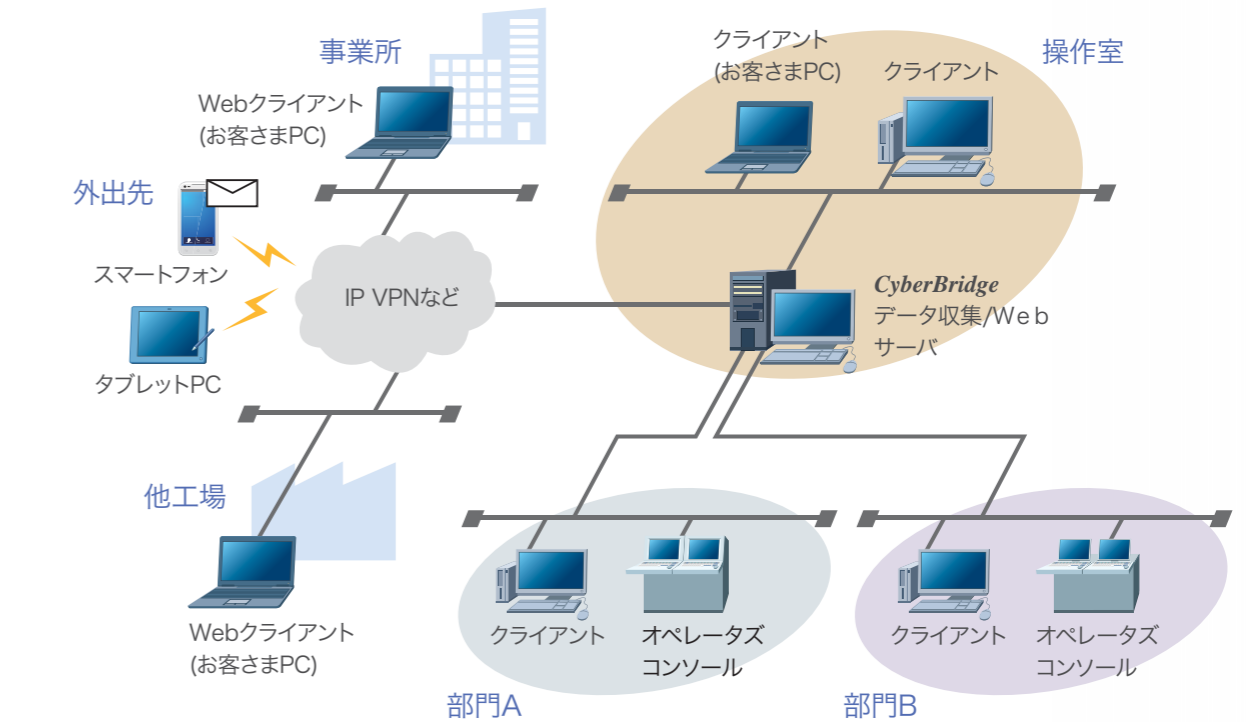 事業所
Webクライアント
(お客さまPC)
外出先
スマートフォン
タブレットPC
IP VPNなど
他工場
Webクライアント
(お客さまPC)
操作室
クライアント
(お客さまPC)
クライアント
CyberBridge
データ収集/Web
サーバ
クライアント
オペレータズ
コンソール
部門A
クライアント
オペレータズ
コンソール
部門B